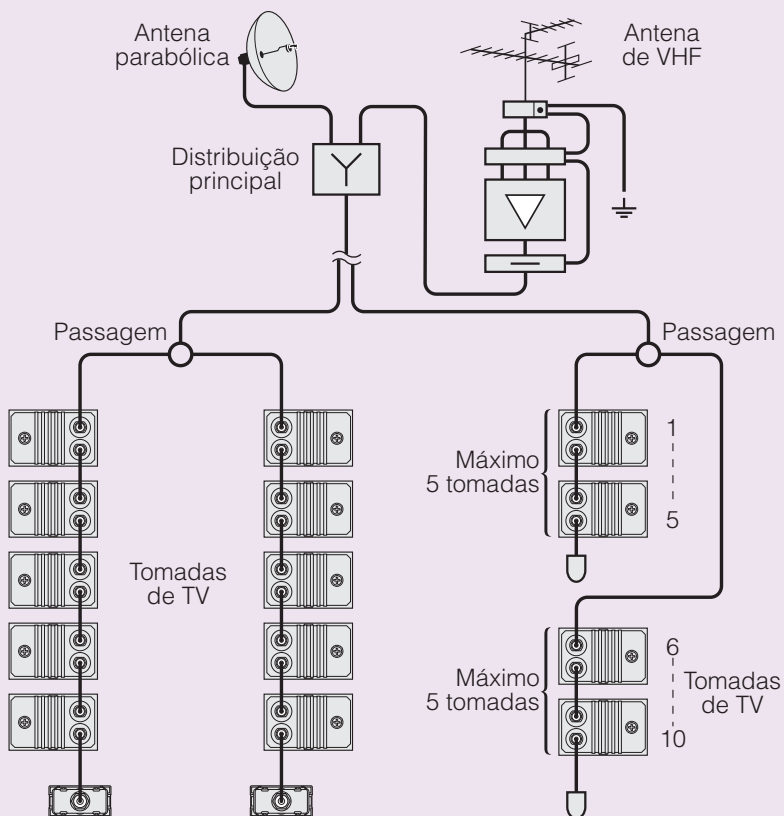 Antena
parabólica
Antena
de VHF
Distribuição
principal
Passagem
Passagem
Máximo
5 tomadas
1
5
Tomadas
de TV
Máximo
5 tomadas
6
10
Tomadas
de TV